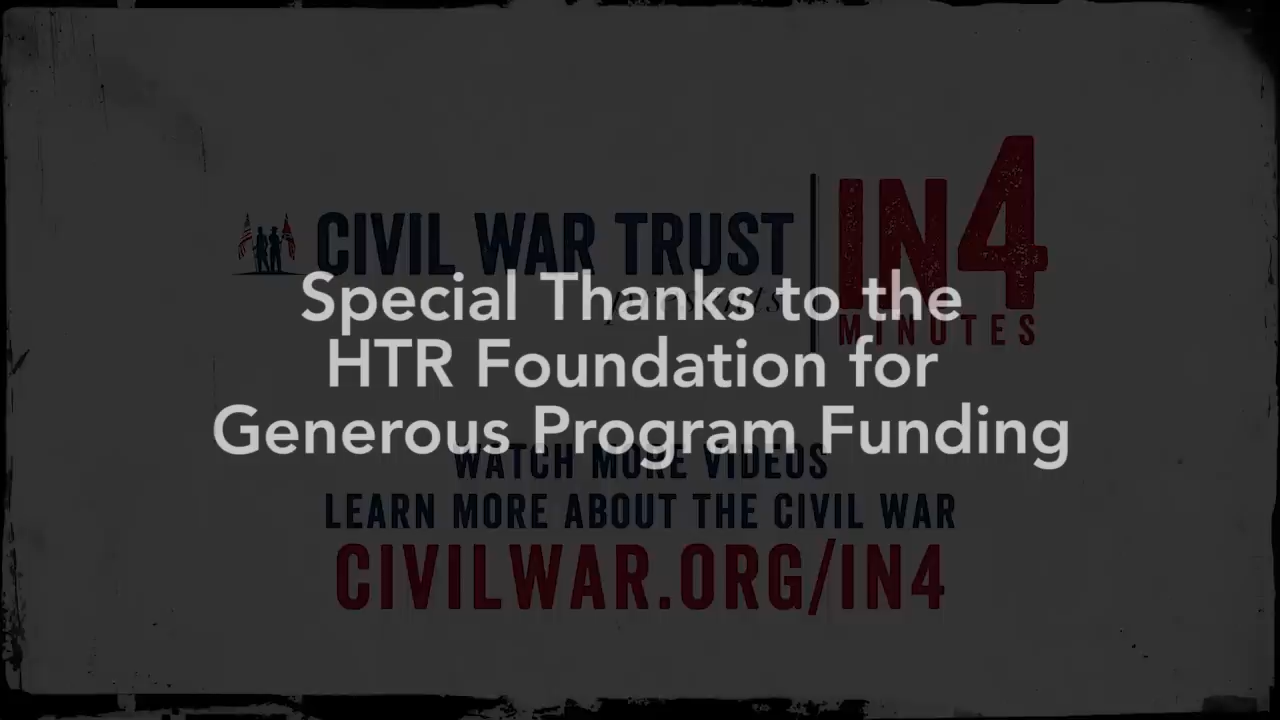 CIVIL WAR TRUST
presents
IN4
MINUTES
Special Thanks to the
HTR Foundation for
Generous Program Funding
WATCH MORE VIDEOS
LEARN MORE ABOUT THE CIVIL WAR
CIVILWAR.ORG/IN4